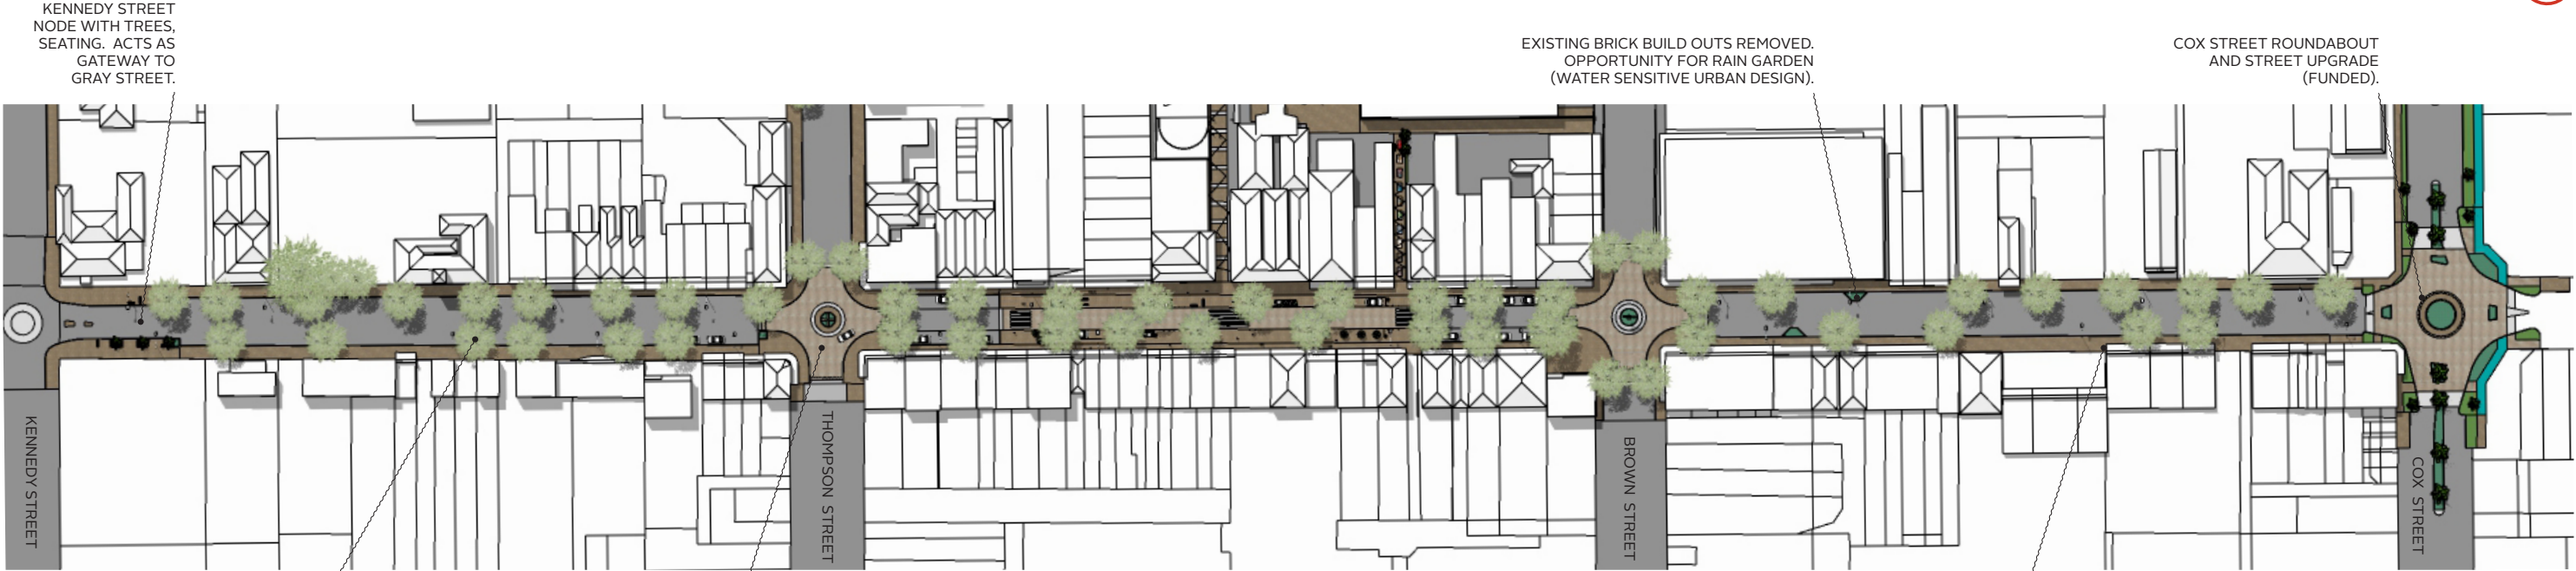 KENNEDY STREET
NODE WITH TREES,
SEATING. ACTS AS
GATEWAY TO
GRAY STREET.
EXISTING BRICK BUILD OUTS REMOVED.
OPPORTUNITY FOR RAIN GARDEN
(WATER SENSITIVE URBAN DESIGN).
COX STREET ROUNDABOUT
AND STREET UPGRADE
(FUNDED).
KENNEDY STREET
THOMPSON STREET
BROWN STREET
COX STREET